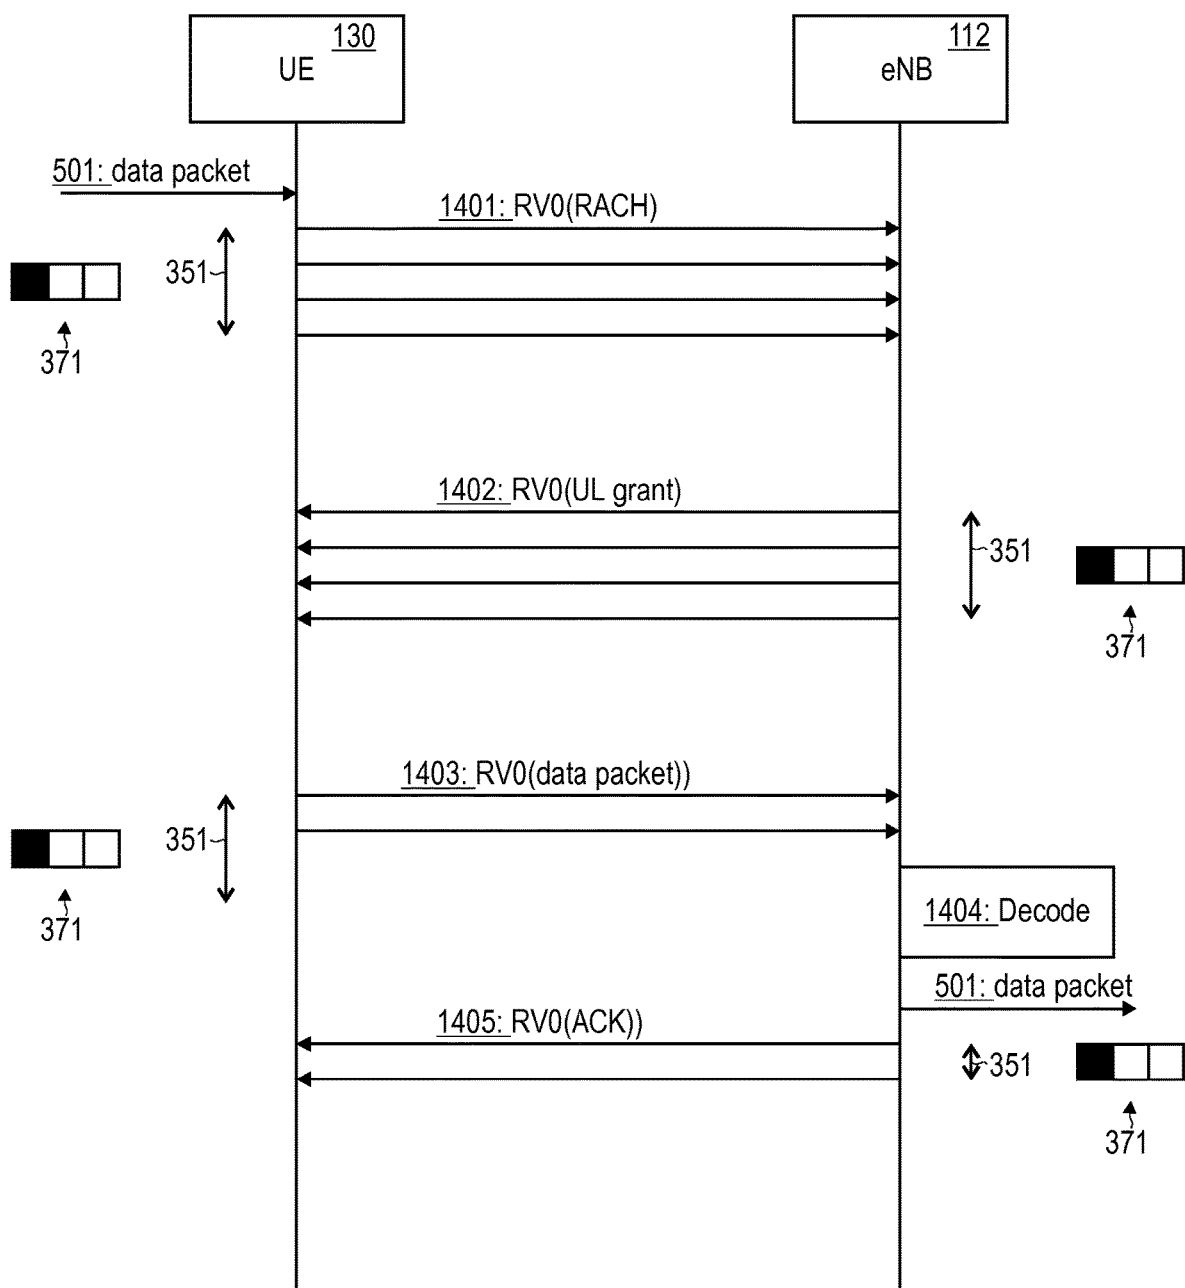 130
UE
112
eNB
501: data packet
1401: RV0(RACH)
351
371
1402: RV0(UL grant)
351
371
1403: RV0(data packet))
351
371
1404: Decode
501: data packet
1405: RV0(ACK))
351
371